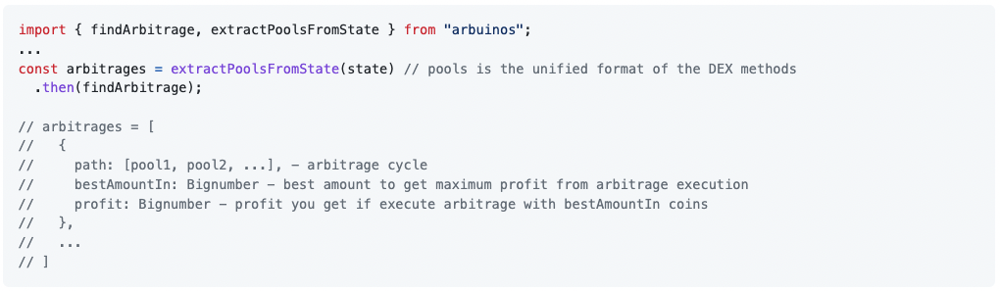 import { findArbitrage, extractPoolsFromState } from "arbuinos";
...
const arbitrages = extractPoolsFromState(state) // pools is the unified format of the DEX methods
  .then(findArbitrage);

// arbitrages = [
//   {
//     path: [pool1, pool2, ...], – arbitrage cycle
//     bestAmountIn: Bignumber – best amount to get maximum profit from arbitrage execution
//     profit: Bignumber – profit you get if execute arbitrage with bestAmountIn coins
//   },
//   ...
// ]